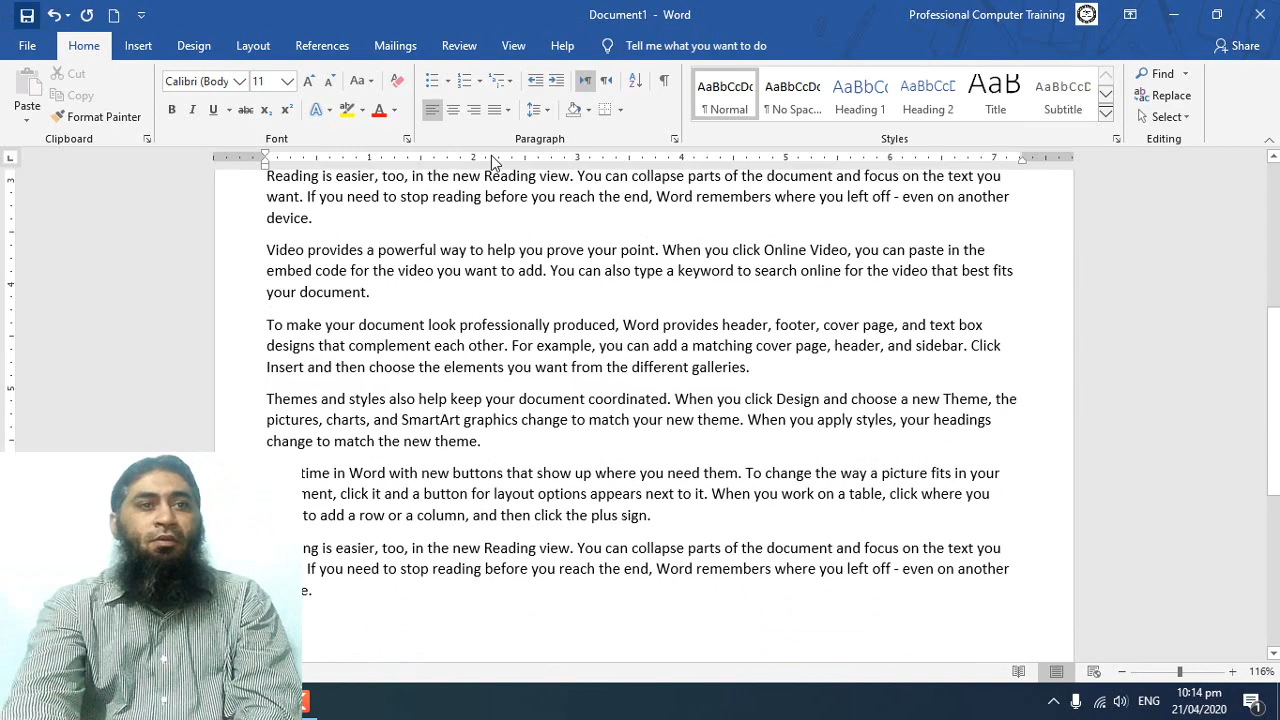 Document1 - Word
Professional Computer Training
File Home Insert Design Layout References Mailings Review View Help Tell me what you want to do Share
Cut
Copy
Format Painter
Paste
Calibri (Body 11
Aa
B I U abc x₂ x² A A
AaBbCcDc AaBbCcDc AaBbCc AaBbCcD AaB AaBbCcDc
¶ Normal ¶ No Spac... Heading 1 Heading 2 Title Subtitle
Find
Replace
Select
Clipboard Font Paragraph Styles Editing
1 2 3 4 5 6 7
3
4
5
Reading is easier, too, in the new Reading view. You can collapse parts of the document and focus on the text you
want. If you need to stop reading before you reach the end, Word remembers where you left off - even on another
device.
Video provides a powerful way to help you prove your point. When you click Online Video, you can paste in the
embed code for the video you want to add. You can also type a keyword to search online for the video that best fits
your document.
To make your document look professionally produced, Word provides header, footer, cover page, and text box
designs that complement each other. For example, you can add a matching cover page, header, and sidebar. Click
Insert and then choose the elements you want from the different galleries.
Themes and styles also help keep your document coordinated. When you click Design and choose a new Theme, the
pictures, charts, and SmartArt graphics change to match your new theme. When you apply styles, your headings
change to match the new theme.
time in Word with new buttons that show up where you need them. To change the way a picture fits in your
ment, click it and a button for layout options appears next to it. When you work on a table, click where you
to add a row or a column, and then click the plus sign.
ng is easier, too, in the new Reading view. You can collapse parts of the document and focus on the text you
If you need to stop reading before you reach the end, Word remembers where you left off - even on another
e.
116%
ENG
10:14 pm
21/04/2020
1